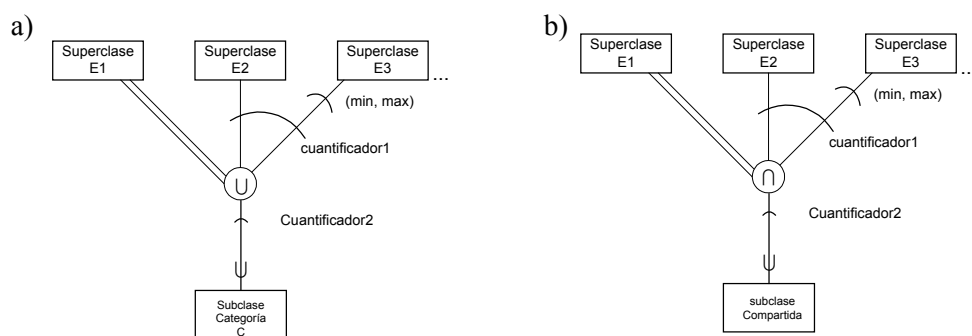 a)
Superclase
E1
Superclase
E2
Superclase
E3
...
(min, max)
cuantificador1
U
Cuantificador2
U
Subclase
Categoría
C
b)
Superclase
E1
Superclase
E2
Superclase
E3
...
(min, max)
cuantificador1
∩
Cuantificador2
U
subclase
Compartida